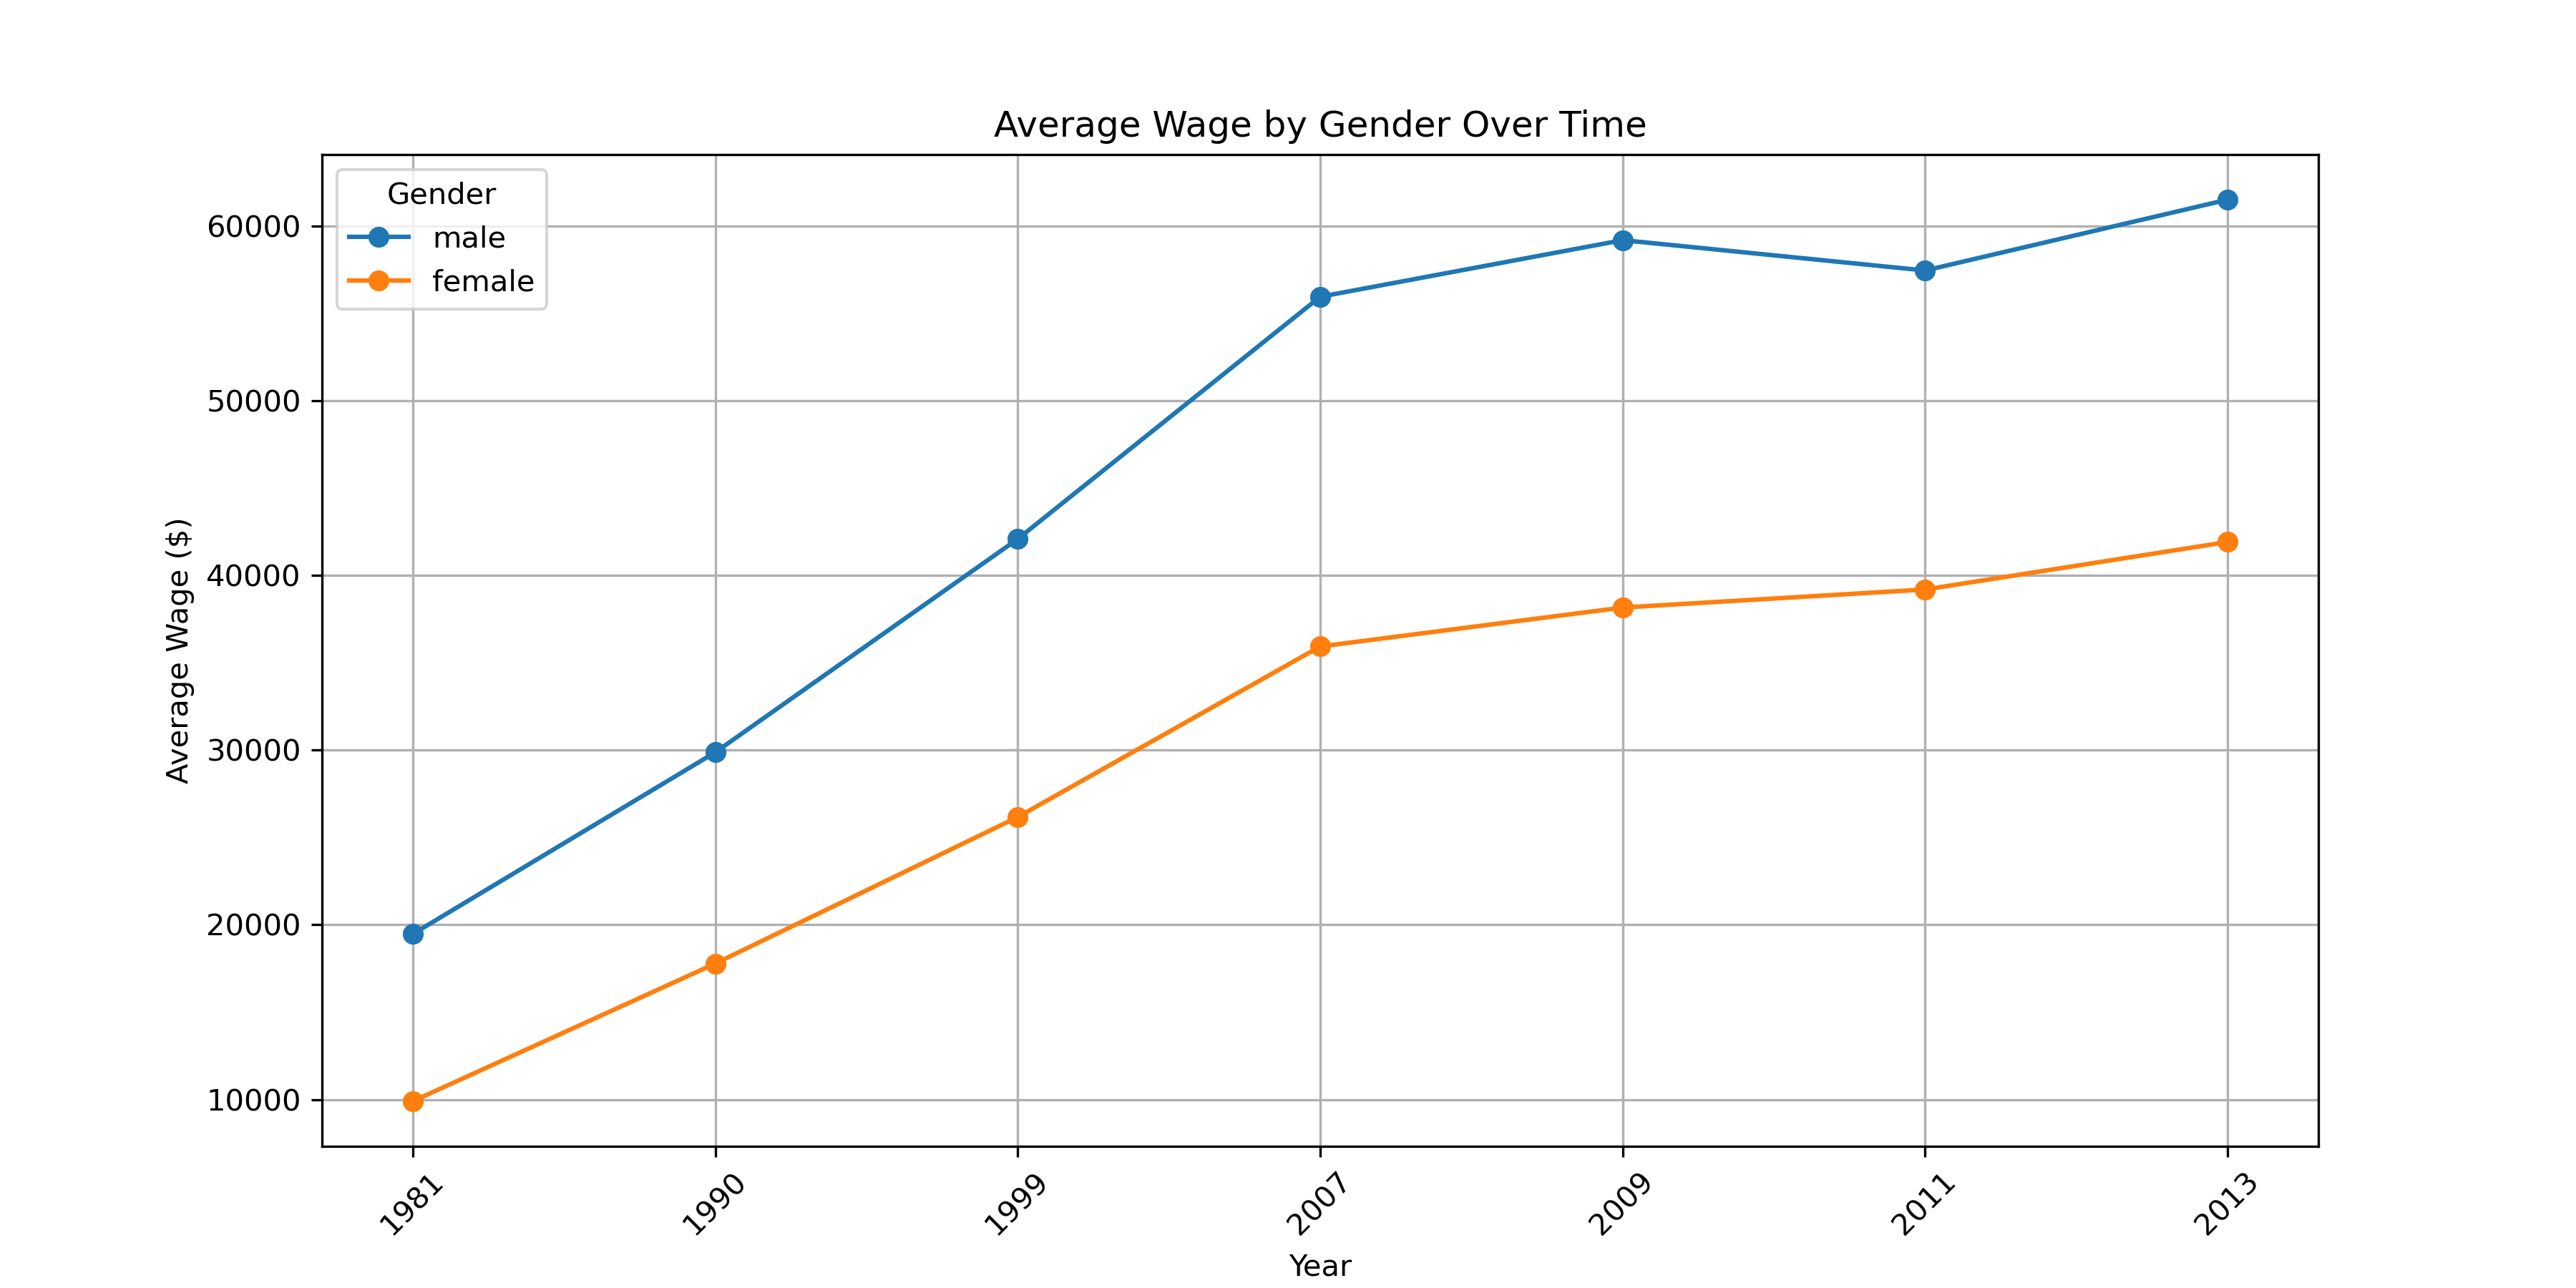 Average Wage by Gender Over Time
Gender
male
female
Average Wage ($)
60000
50000
40000
30000
20000
10000
1981
1990
1999
2007
2009
2011
2013
Year